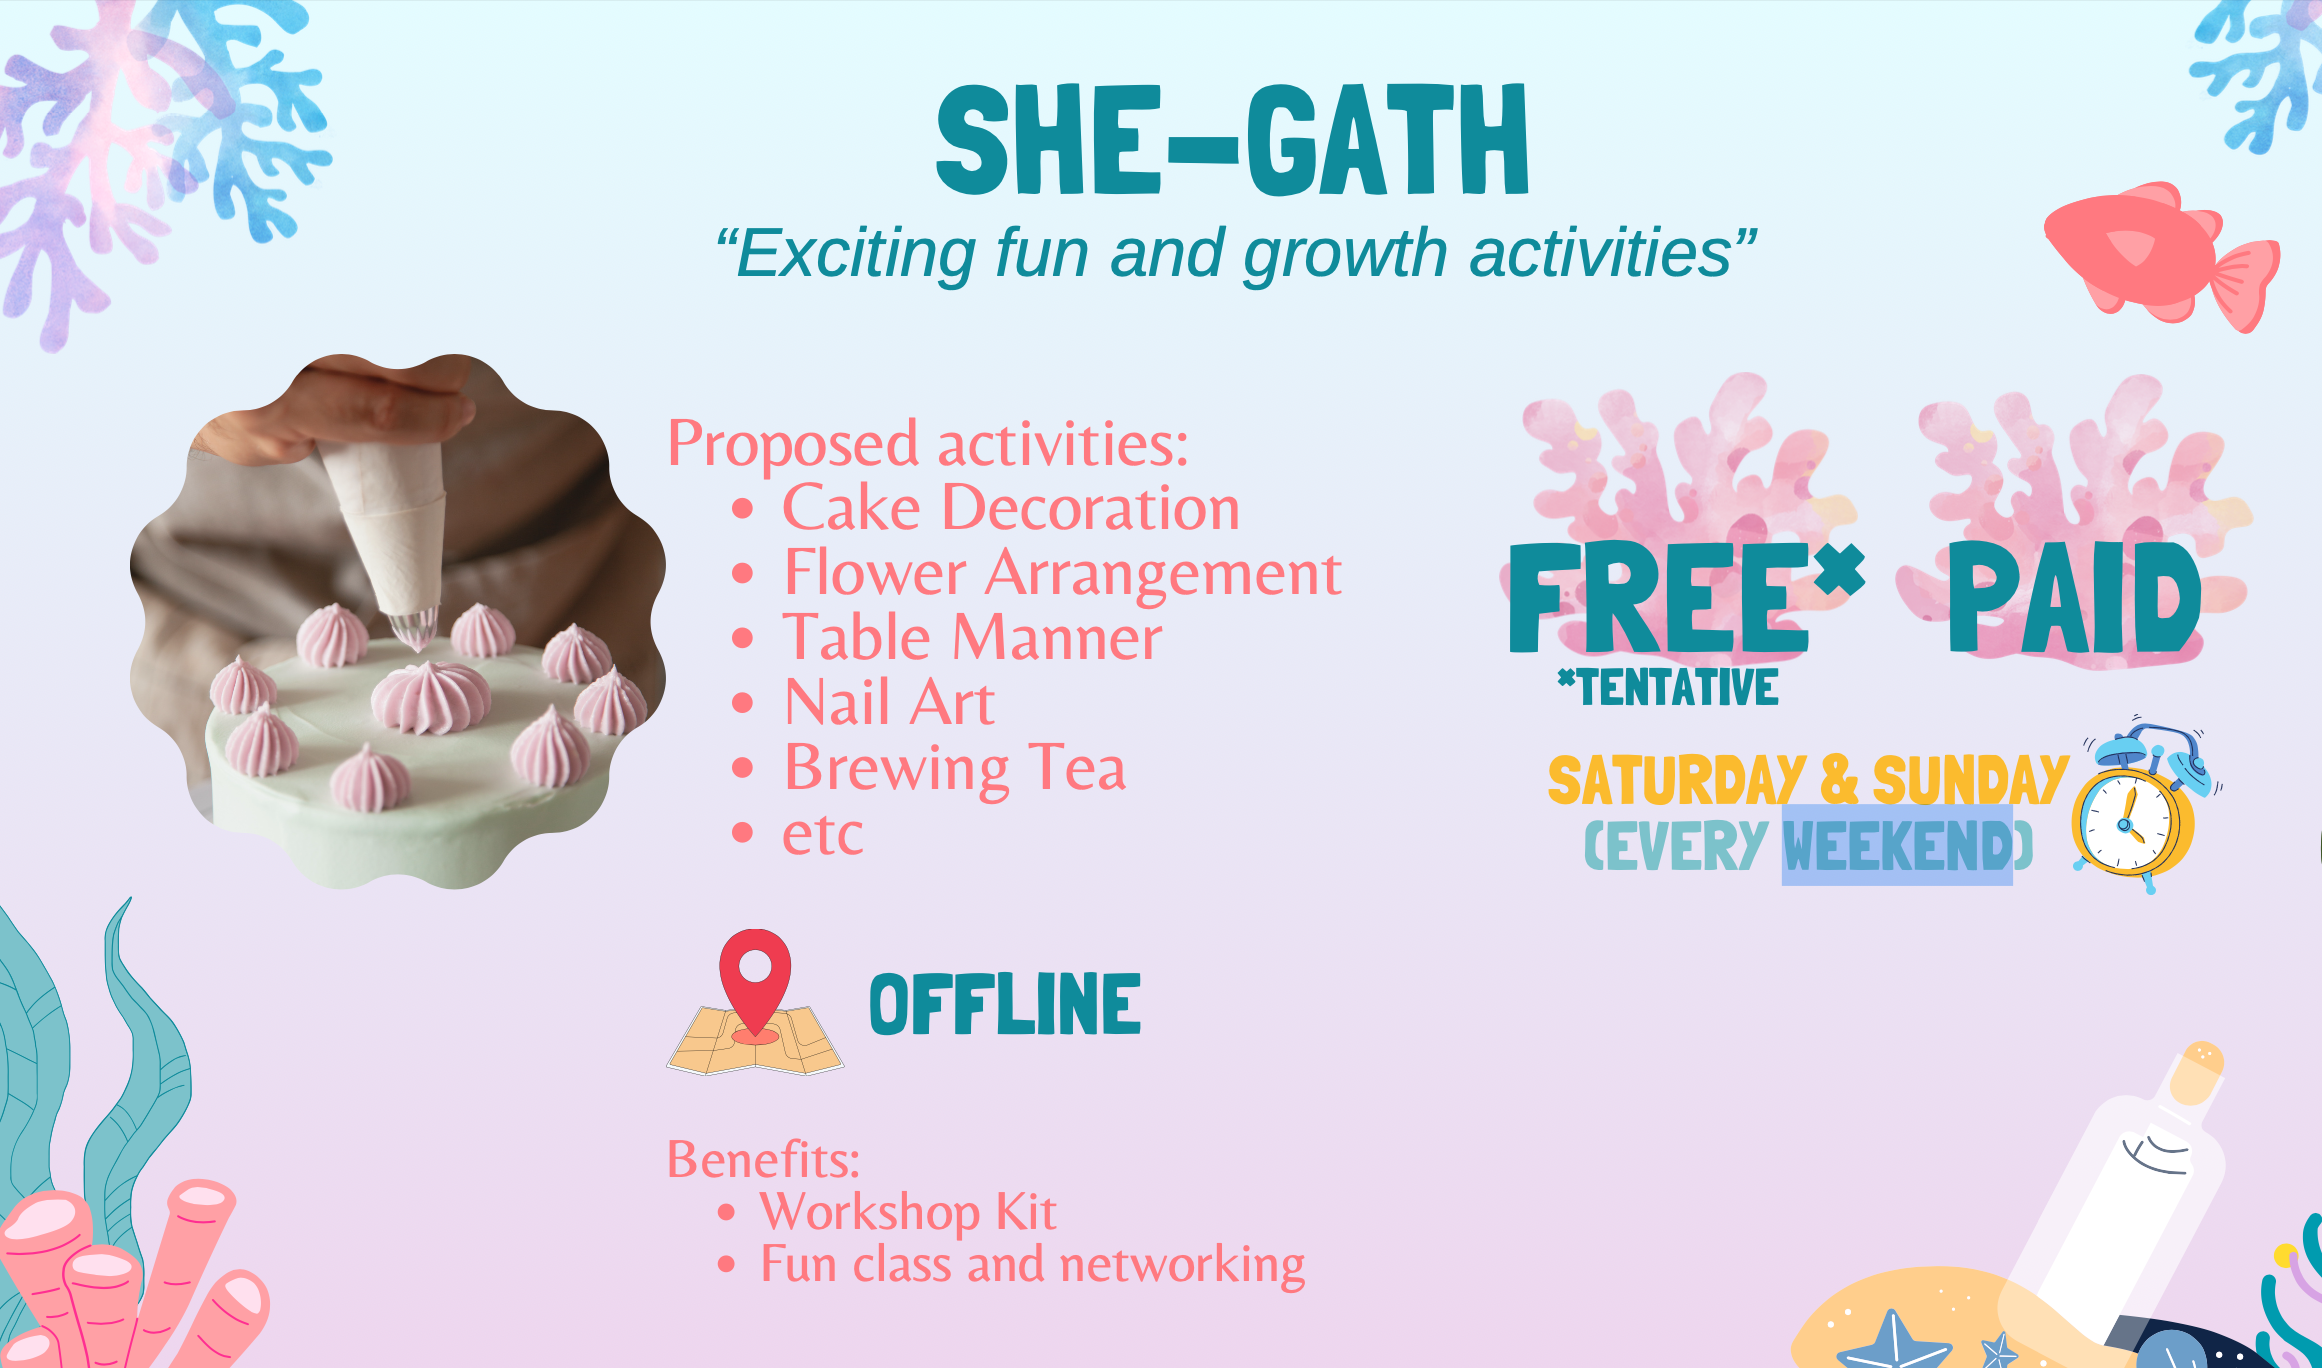 SHE-GATH
“Exciting fun and growth activities”
Proposed activities:
• Cake Decoration
• Flower Arrangement
• Table Manner
• Nail Art
• Brewing Tea
• etc
FREE*
*TENTATIVE
PAID
SATURDAY & SUNDAY
(EVERY WEEKEND)
OFFLINE
Benefits:
• Workshop Kit
• Fun class and networking